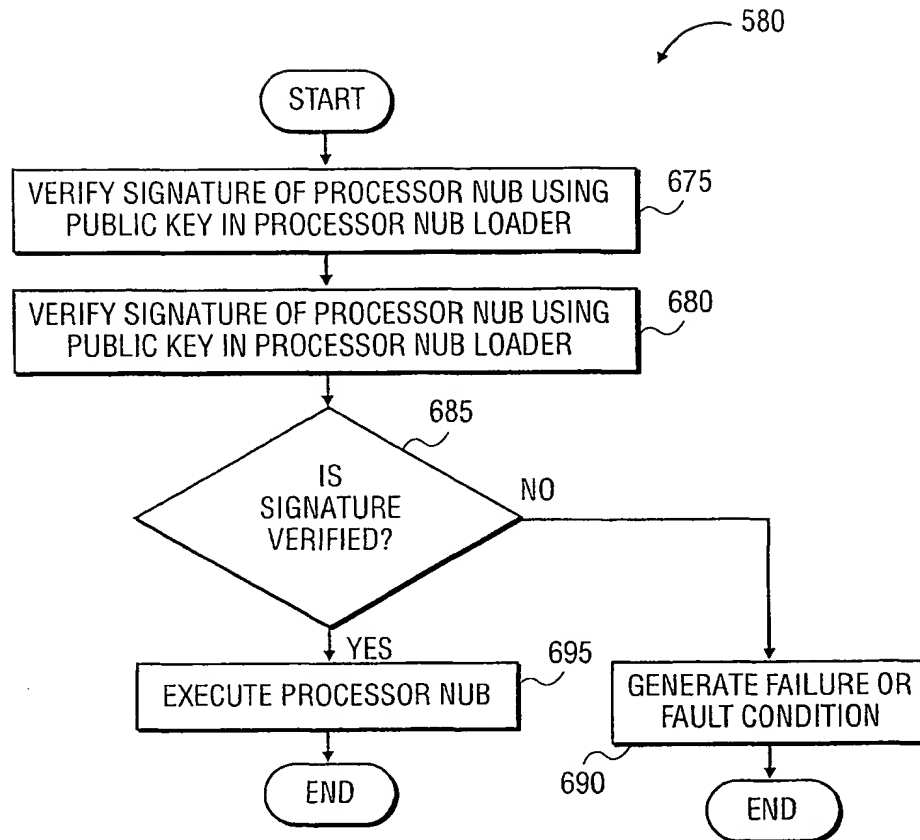 580
START
VERIFY SIGNATURE OF PROCESSOR NUB USING
PUBLIC KEY IN PROCESSOR NUB LOADER
675
VERIFY SIGNATURE OF PROCESSOR NUB USING
PUBLIC KEY IN PROCESSOR NUB LOADER
680
685
IS
SIGNATURE
VERIFIED?
NO
YES
EXECUTE PROCESSOR NUB
695
GENERATE FAILURE OR
FAULT CONDITION
690
END
END